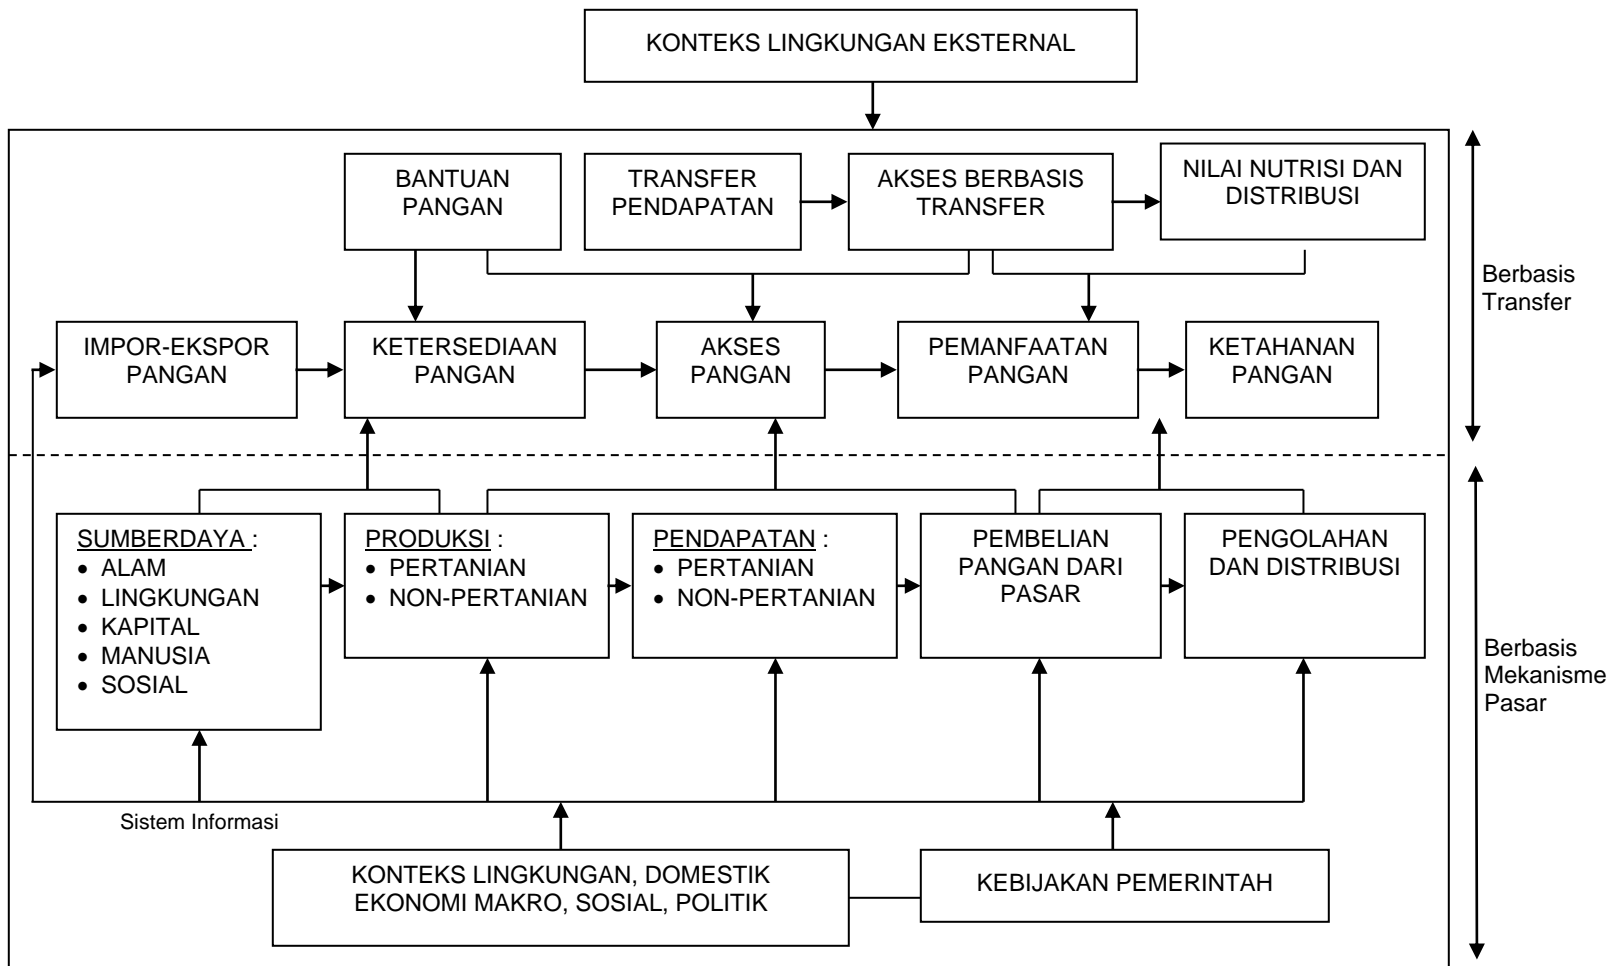 KONTEKS LINGKUNGAN EKSTERNAL
BANTUAN
PANGAN
TRANSFER
PENDAPATAN
AKSES BERBASIS
TRANSFER
NILAI NUTRISI DAN
DISTRIBUSI
Berbasis
Transfer
IMPOR-EKSPOR
PANGAN
KETERSEDIAAN
PANGAN
AKSES
PANGAN
PEMANFAATAN
PANGAN
KETAHANAN
PANGAN
SUMBERDAYA :
• ALAM
• LINGKUNGAN
• KAPITAL
• MANUSIA
• SOSIAL
PRODUKSI :
• PERTANIAN
• NON-PERTANIAN
PENDAPATAN :
• PERTANIAN
• NON-PERTANIAN
PEMBELIAN
PANGAN DARI
PASAR
PENGOLAHAN
DAN DISTRIBUSI
Berbasis
Mekanisme
Pasar
Sistem Informasi
KONTEKS LINGKUNGAN, DOMESTIK
EKONOMI MAKRO, SOSIAL, POLITIK
KEBIJAKAN PEMERINTAH